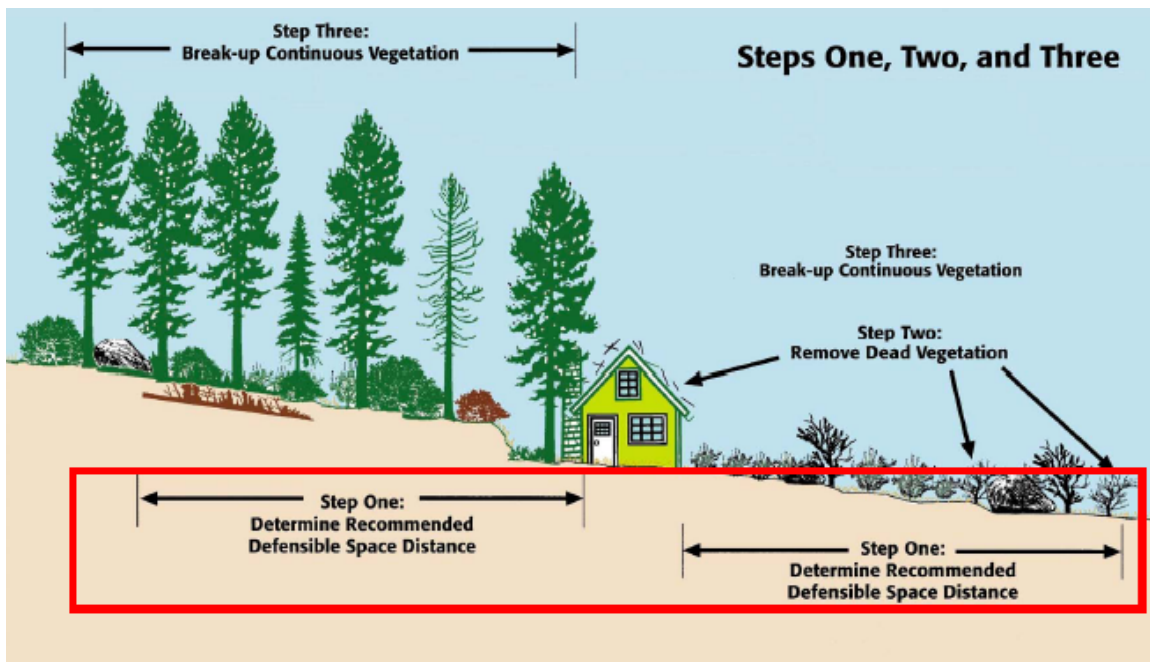 Step Three:
Break-up Continuous Vegetation
Steps One, Two, and Three
Step Three:
Break-up Continuous Vegetation
Step Two:
Remove Dead Vegetation
Step One:
Determine Recommended
Defensible Space Distance
Step One:
Determine Recommended
Defensible Space Distance